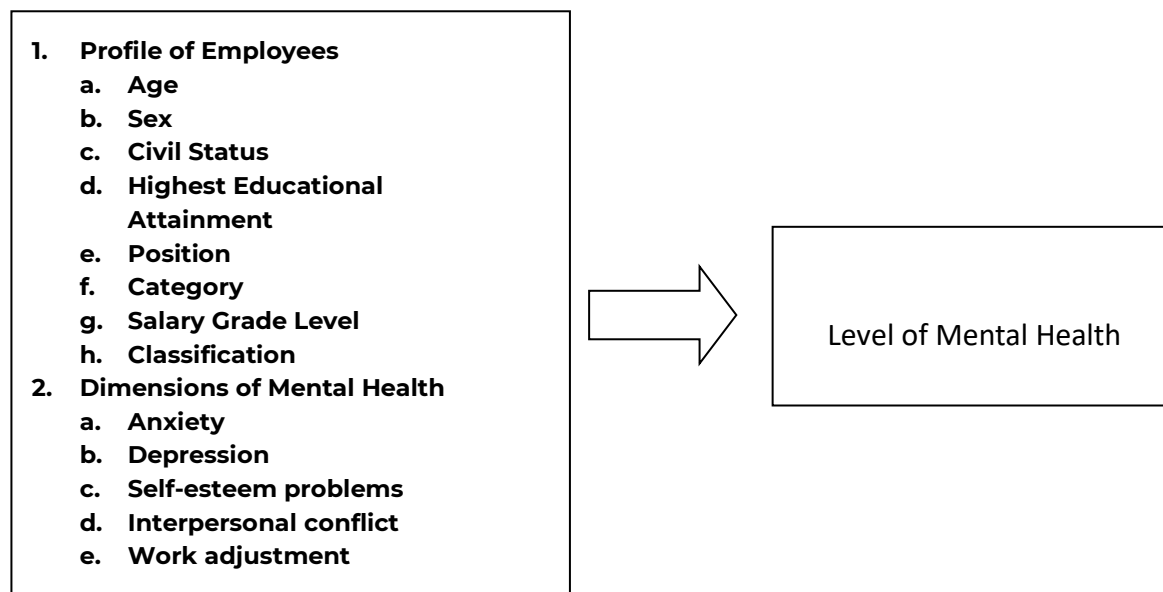 1. Profile of Employees
a. Age
b. Sex
c. Civil Status
d. Highest Educational
Attainment
e. Position
f. Category
g. Salary Grade Level
h. Classification
2. Dimensions of Mental Health
a. Anxiety
b. Depression
c. Self-esteem problems
d. Interpersonal conflict
e. Work adjustment
Level of Mental Health